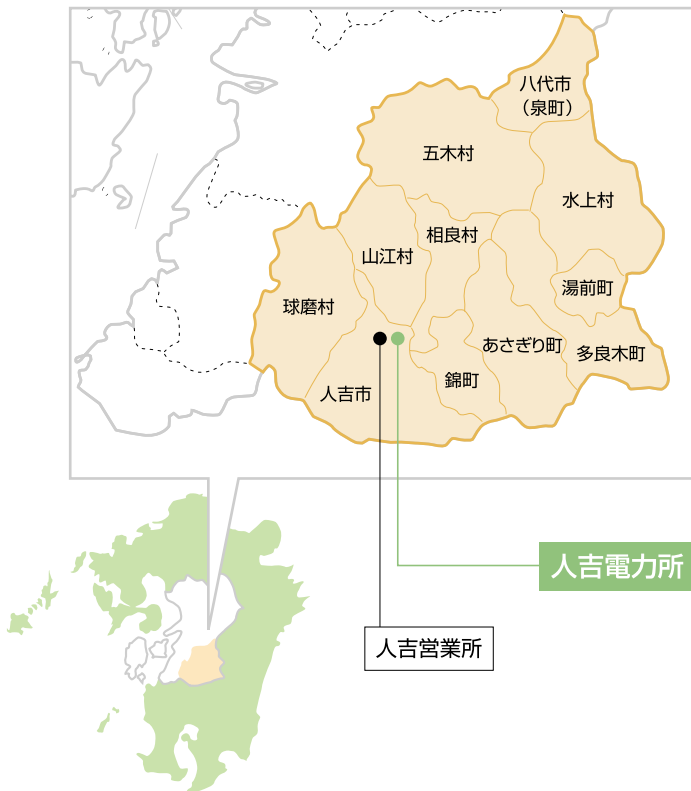 八代市
（泉町）
五木村
水上村
相良村
山江村
湯前町
球磨村
あさぎり町
多良木町
錦町
人吉市
人吉電力所
人吉営業所